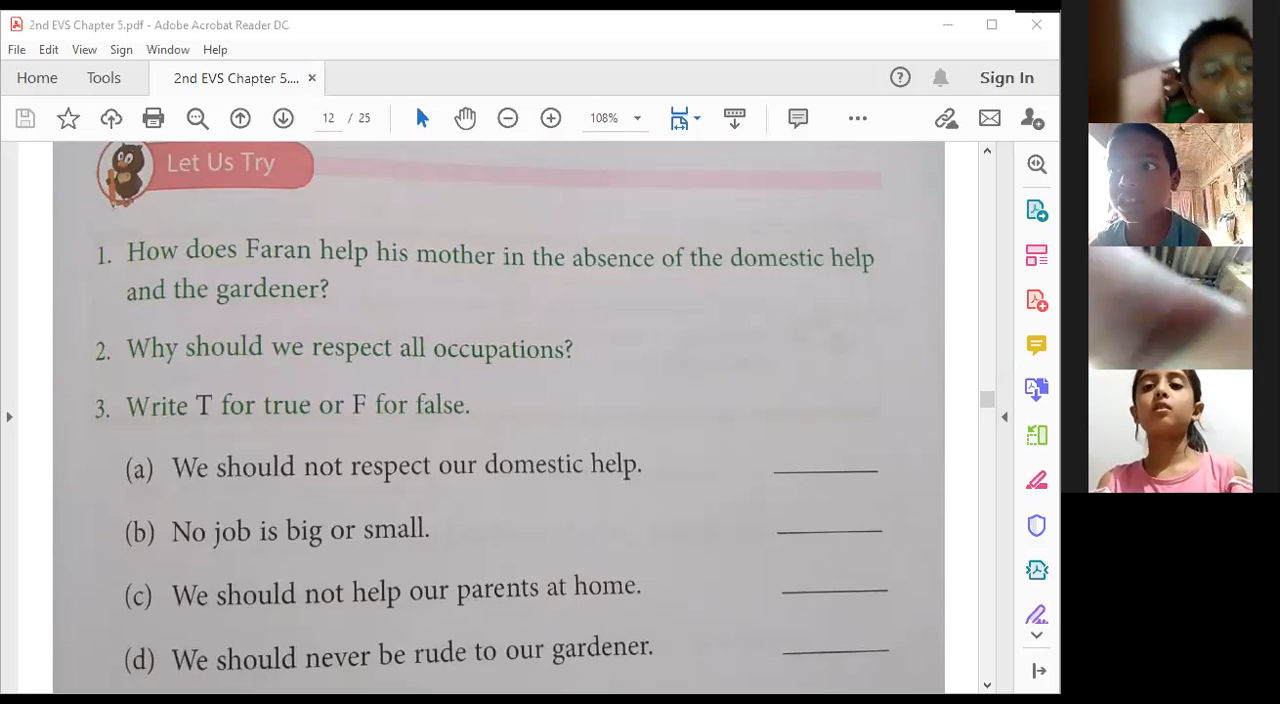 2nd EVS Chapter 5.pdf - Adobe Acrobat Reader DC
File Edit View Sign Window Help
Home Tools 2nd EVS Chapter 5.... × Sign In
12 / 25 108%
Let Us Try
1. How does Faran help his mother in the absence of the domestic help
and the gardener?
2. Why should we respect all occupations?
3. Write T for true or F for false.
(a) We should not respect our domestic help.
(b) No job is big or small.
(c) We should not help our parents at home.
(d) We should never be rude to our gardener.